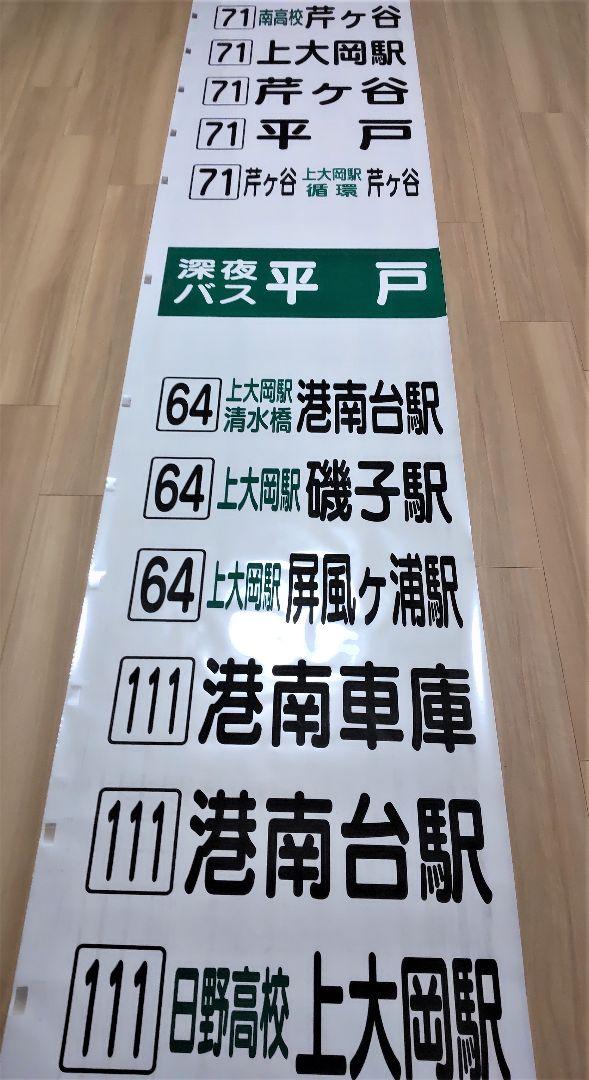 71 南高校 芹ヶ谷
71 上大岡駅
71 芹ヶ谷
71 平戸
71 芹ヶ谷 上大岡駅 循環 芹ヶ谷
深夜バス 平戸
64 上大岡駅 清水橋 港南台駅
64 上大岡駅 磯子駅
64 上大岡駅 屏風ヶ浦駅
111 港南車庫
111 港南台駅
111 日野高校 上大岡駅